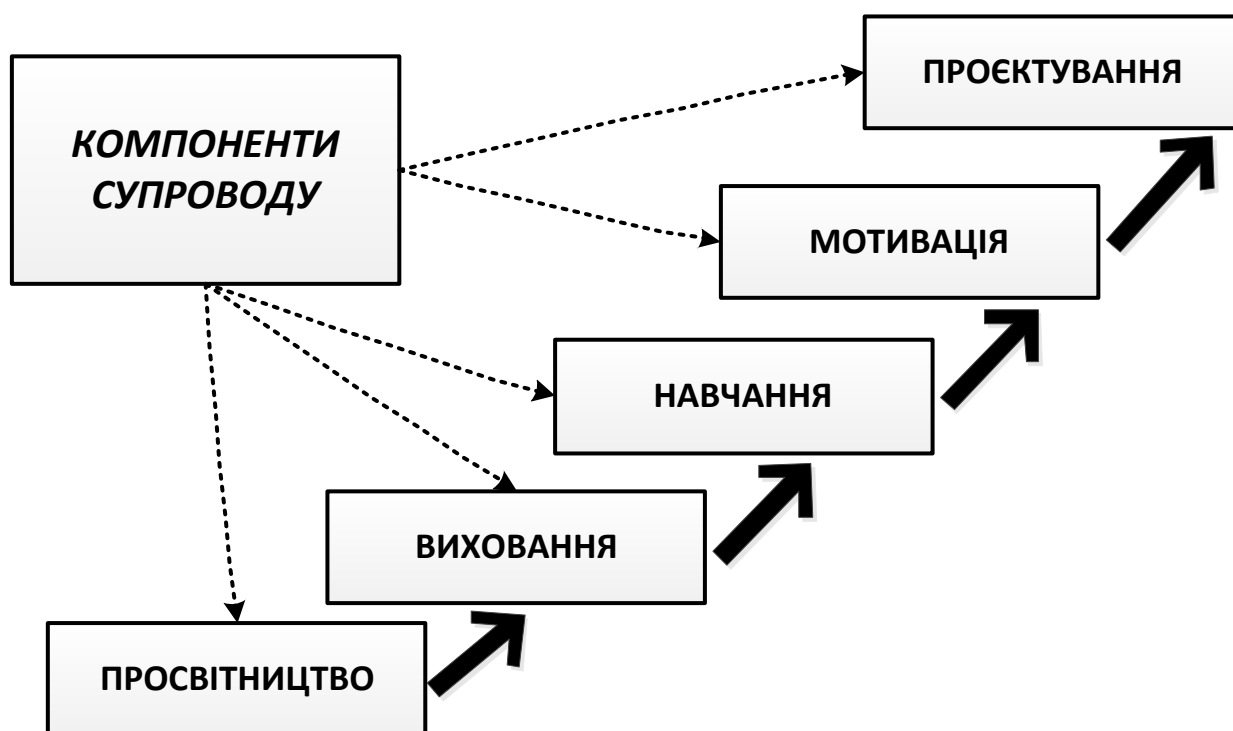 ПРОЄКТУВАННЯ
КОМПОНЕНТИ
СУПРОВОДУ
МОТИВАЦІЯ
НАВЧАННЯ
ВИХОВАННЯ
ПРОСВІТНИЦТВО